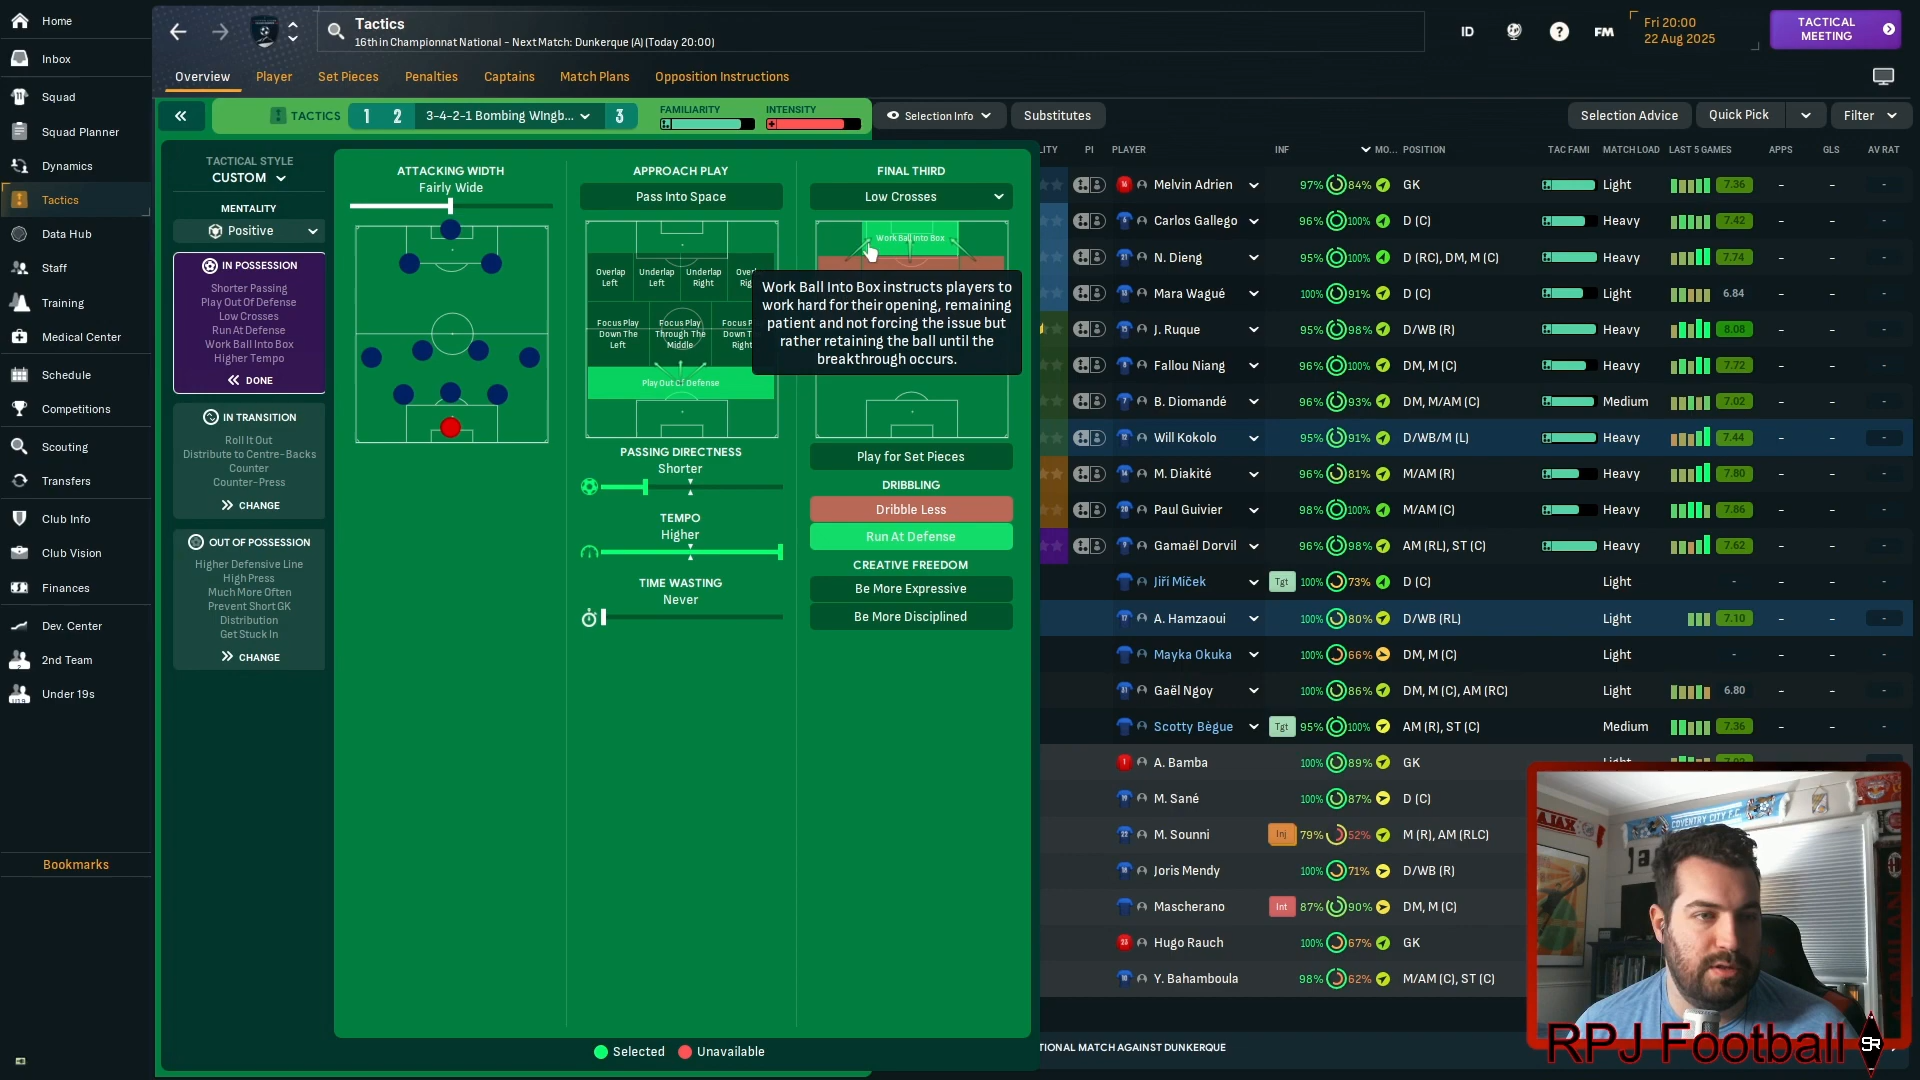 Home
Inbox
Squad
Squad Planner
Dynamics
Tactics
Data Hub
Staff
Training
Medical Center
Schedule
Competitions
Scouting
Transfers
Club Info
Club Vision
Finances
Dev. Center
2nd Team
Under 19s
Bookmarks
Tactics
16th in Championnat National - Next Match: Dunkerque (A) (Today 20:00)
ID
FM
Fri 20:00
22 Aug 2025
TACTICAL MEETING
Overview Player Set Pieces Penalties Captains Match Plans Opposition Instructions
TACTICS 1 2 3-4-2-1 Bombing WIngb... 3
FAMILIARITY INTENSITY
Selection Info Substitutes
Selection Advice Quick Pick Filter
TACTICAL STYLE
CUSTOM
MENTALITY
Positive
IN POSSESSION
Shorter Passing
Play Out Of Defense
Low Crosses
Run At Defense
Work Ball Into Box
Higher Tempo
DONE
IN TRANSITION
Roll It Out
Distribute to Centre-Backs
Counter
Counter-Press
CHANGE
OUT OF POSSESSION
Higher Defensive Line
High Press
Much More Often
Prevent Short GK
Distribution
Get Stuck In
CHANGE
ATTACKING WIDTH
Fairly Wide
APPROACH PLAY
Pass Into Space
Overlap Left
Underlap Left
Underlap Right
Focus Play Down The Left
Focus Play Through The Middle
Play Out Of Defense
PASSING DIRECTNESS
Shorter
TEMPO
Higher
TIME WASTING
Never
FINAL THIRD
Low Crosses
Work Ball Into Box
Work Ball Into Box instructs players to
work hard for their opening, remaining
patient and not forcing the issue but
rather retaining the ball until the
breakthrough occurs.
Play for Set Pieces
DRIBBLING
Dribble Less
Run At Defense
CREATIVE FREEDOM
Be More Expressive
Be More Disciplined
Selected Unavailable
PI PLAYER INF MO... POSITION TAC FAMI MATCH LOAD LAST 5 GAMES APPS GLS AV RAT
Melvin Adrien 97% 84% GK Light 7.36 - - -
Carlos Gallego 96% 100% D (C) Heavy 7.42 - - -
N. Dieng 95% 100% D (RC), DM, M (C) Heavy 7.74 - - -
Mara Wagué 100% 91% D (C) Light 6.84 - - -
J. Ruque 95% 98% D/WB (R) Heavy 8.08 - - -
Fallou Niang 96% 100% DM, M (C) Heavy 7.72 - - -
B. Diomandé 96% 93% DM, M/AM (C) Medium 7.02 - - -
Will Kokolo 95% 91% D/WB/M (L) Heavy 7.44 - - -
M. Diakité 96% 81% M/AM (R) Heavy 7.80 - - -
Paul Guivier 98% 100% M/AM (C) Heavy 7.86 - - -
Gamaël Dorvil 96% 98% AM (RL), ST (C) Heavy 7.62 - - -
Jiří Míček Tgt 100% 73% D (C) Light - - - -
A. Hamzaoui 100% 80% D/WB (RL) Light 7.10 - - -
Mayka Okuka 100% 66% DM, M (C) Light - - - -
Gaël Ngoy 100% 86% DM, M (C), AM (RC) Light 6.80 - - -
Scotty Bègue Tgt 95% 100% AM (R), ST (C) Medium 7.36 - - -
A. Bamba 100% 89% GK
M. Sané 100% 87% D (C)
M. Sounni Inj 79% 52% M (R), AM (RLC)
Joris Mendy 100% 71% D/WB (R)
Mascherano Int 87% 90% DM, M (C)
Hugo Rauch 100% 67% GK
Y. Bahamboula 98% 62% M/AM (C), ST (C)
TIONAL MATCH AGAINST DUNKERQUE
AJAX
COVENTRY CITY F.C.
RPJ Football